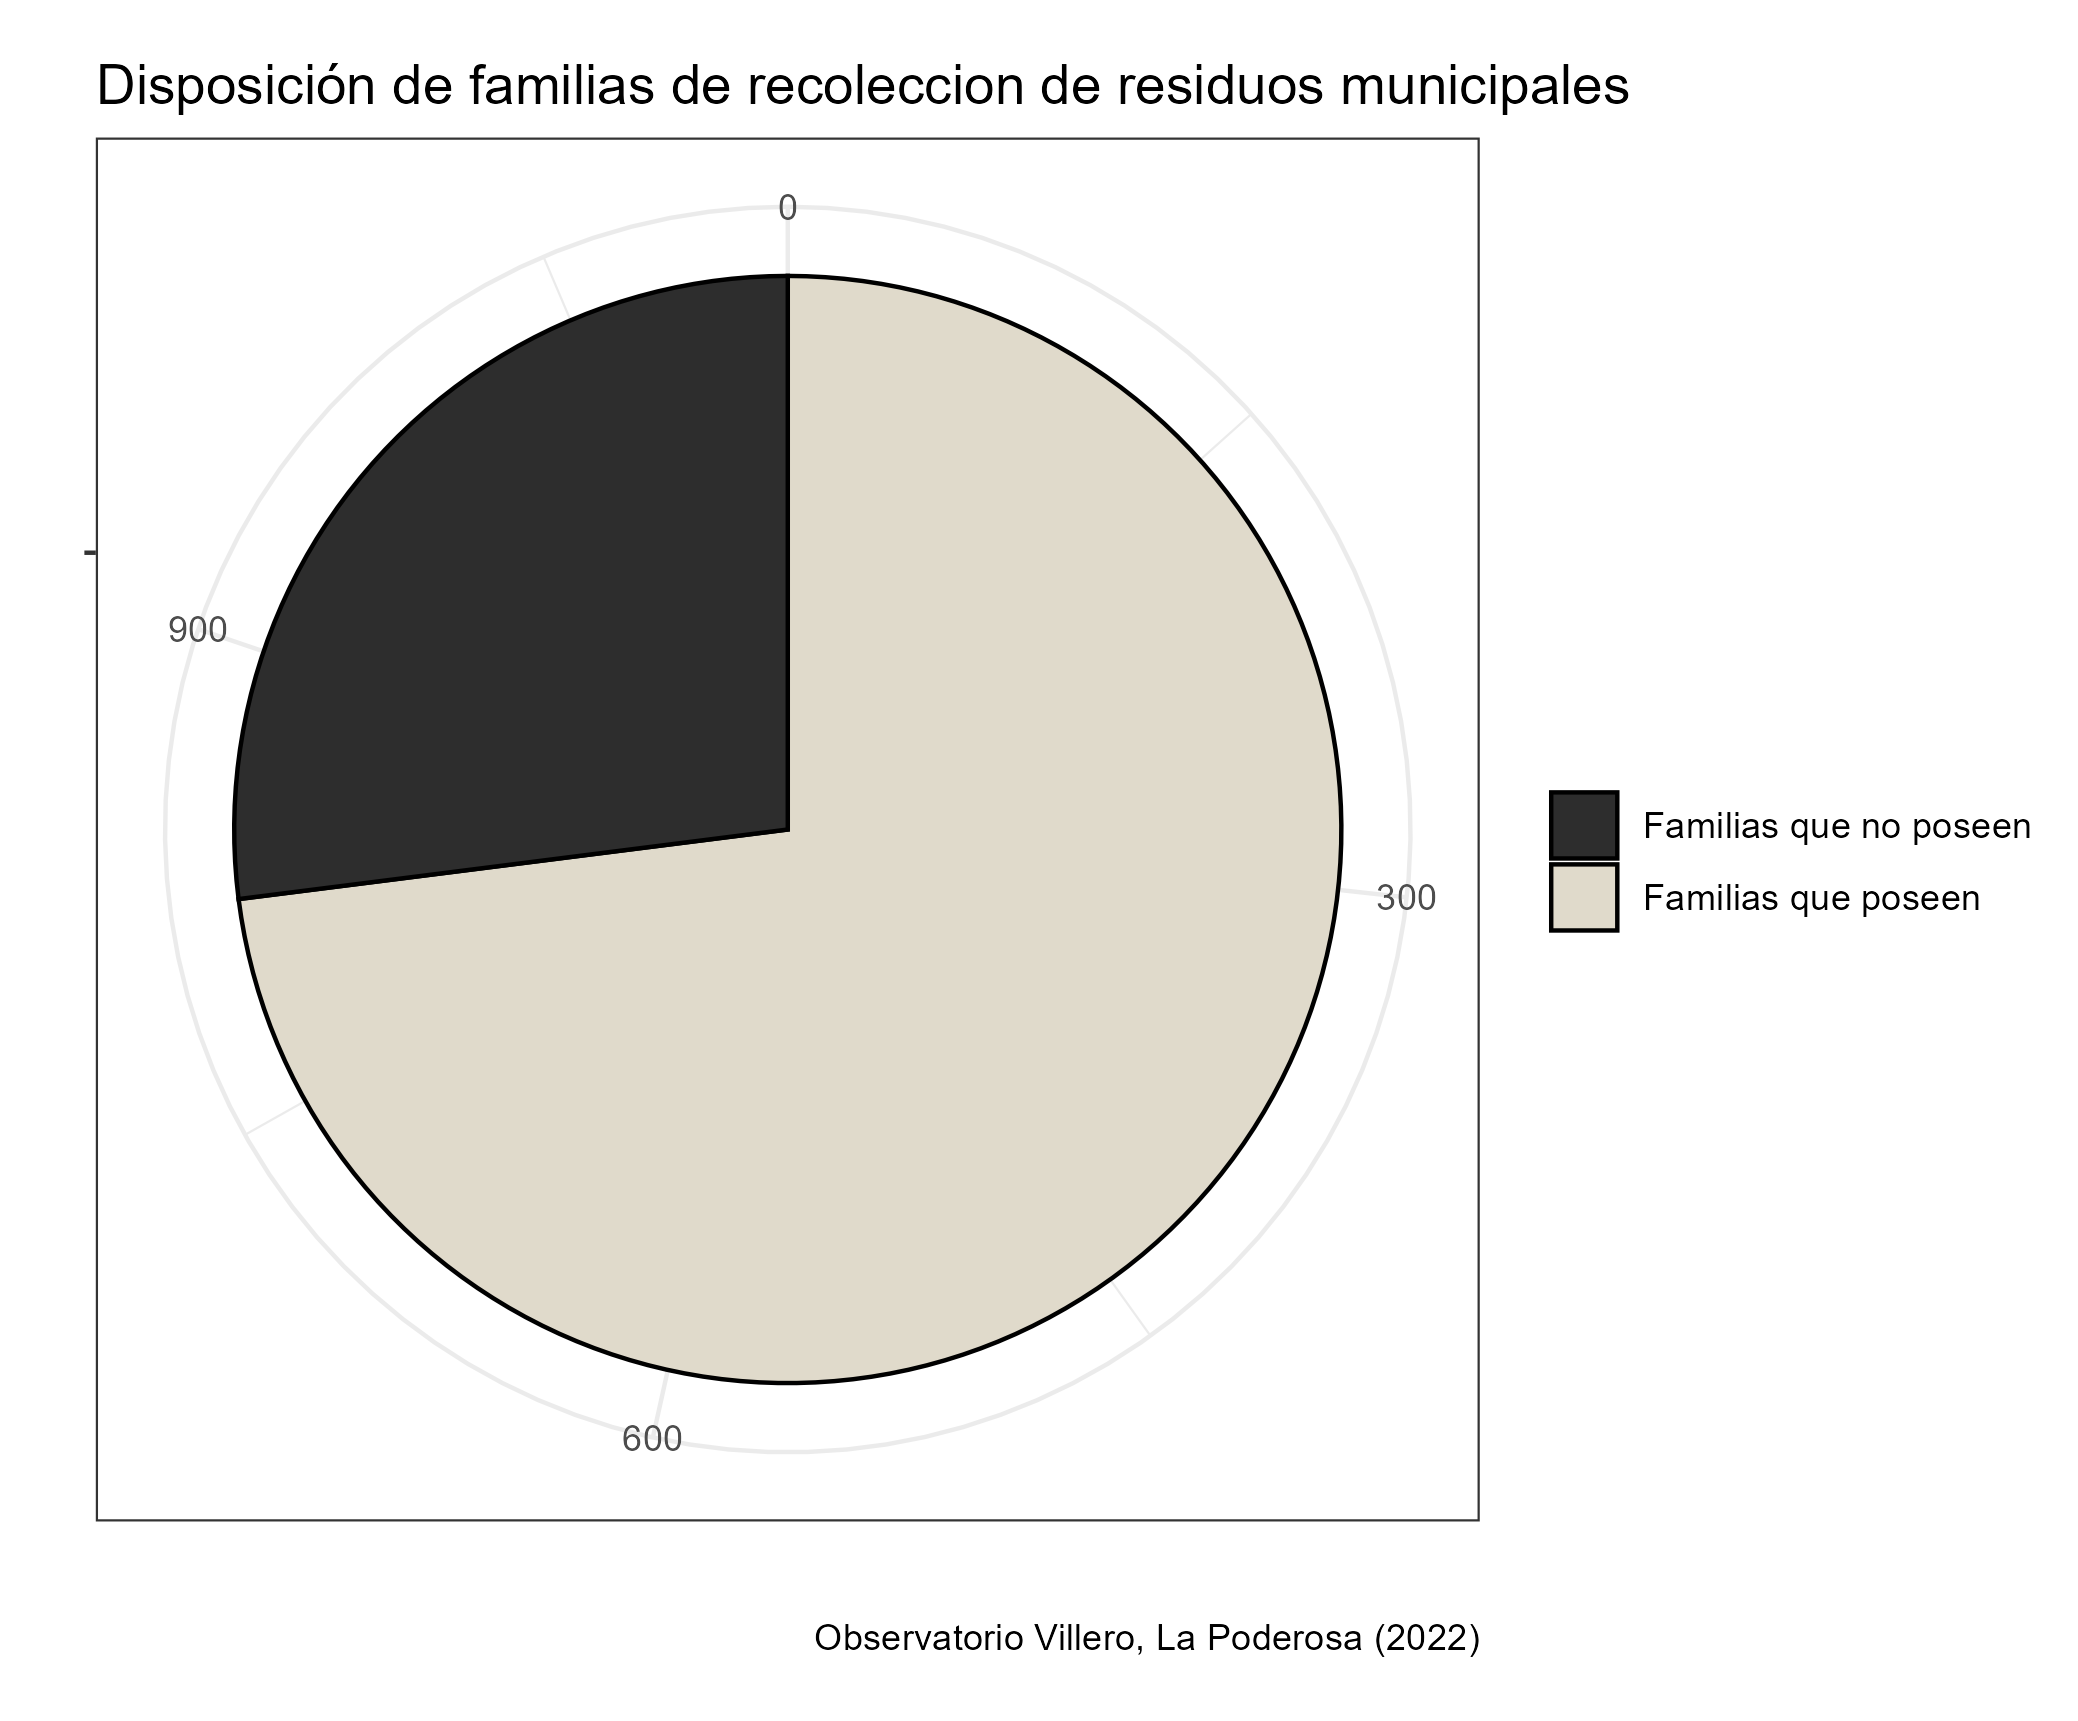 Disposición de familias de recoleccion de residuos municipales
0
900
300
600
Familias que no poseen
Familias que poseen
Observatorio Villero, La Poderosa (2022)